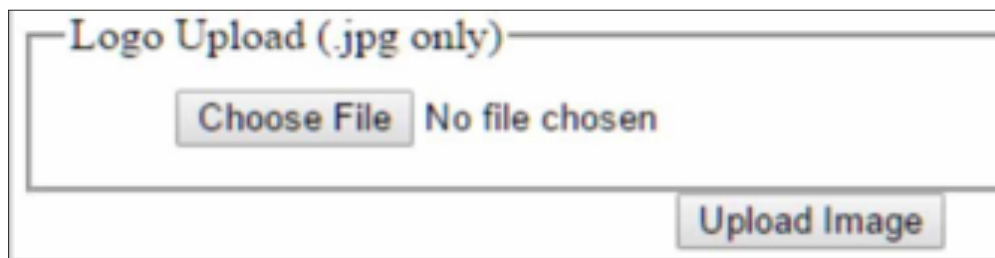 Logo Upload (.jpg only)
Choose File No file chosen
Upload Image